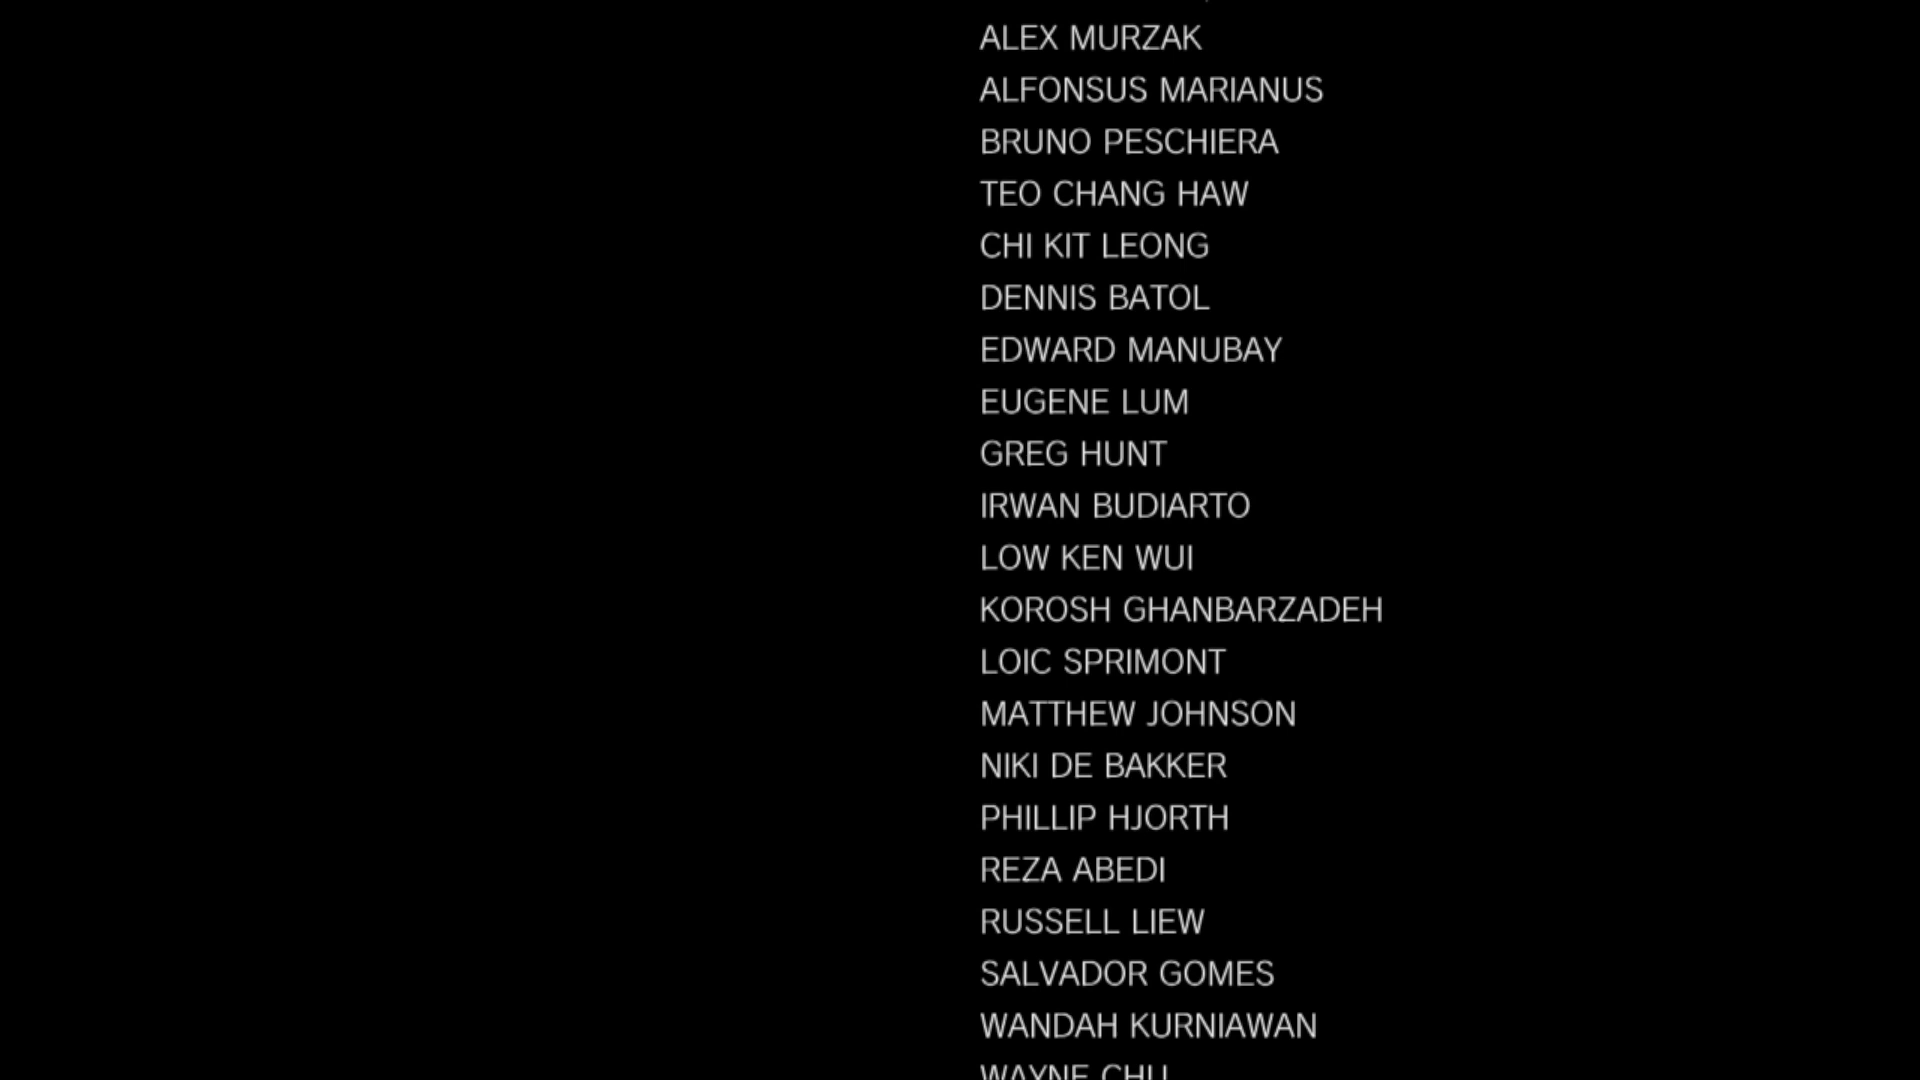 ALEX MURZAK
ALFONSUS MARIANUS
BRUNO PESCHIERA
TEO CHANG HAW
CHI KIT LEONG
DENNIS BATOL
EDWARD MANUBAY
EUGENE LUM
GREG HUNT
IRWAN BUDIARTO
LOW KEN WUI
KOROSH GHANBARZADEH
LOIC SPRIMONT
MATTHEW JOHNSON
NIKI DE BAKKER
PHILLIP HJORTH
REZA ABEDI
RUSSELL LIEW
SALVADOR GOMES
WANDAH KURNIAWAN
WAYNE CHU